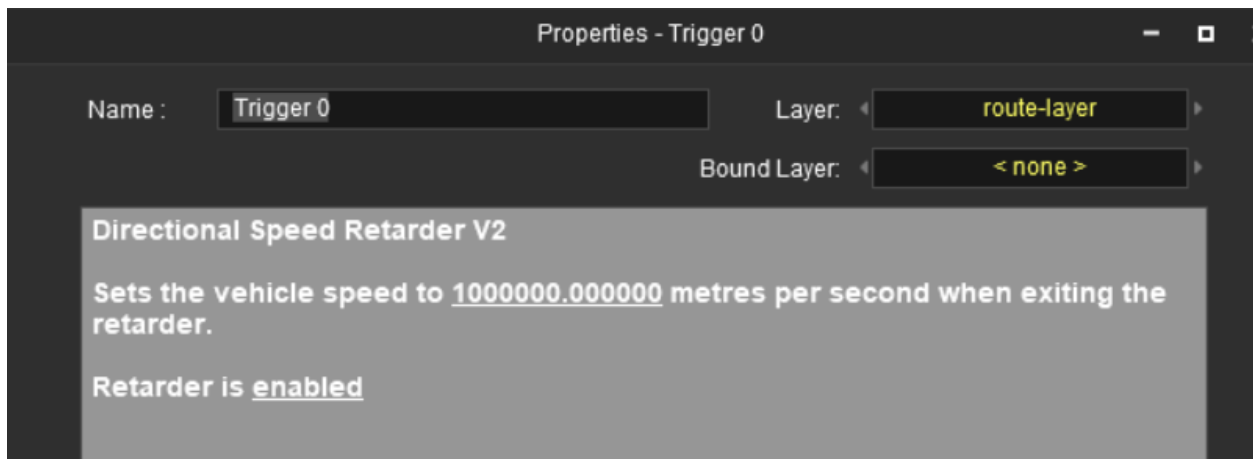 Properties - Trigger 0
Name : Trigger 0 Layer: route-layer
Bound Layer: < none >
Directional Speed Retarder V2
Sets the vehicle speed to 1000000.000000 metres per second when exiting the
retarder.
Retarder is enabled